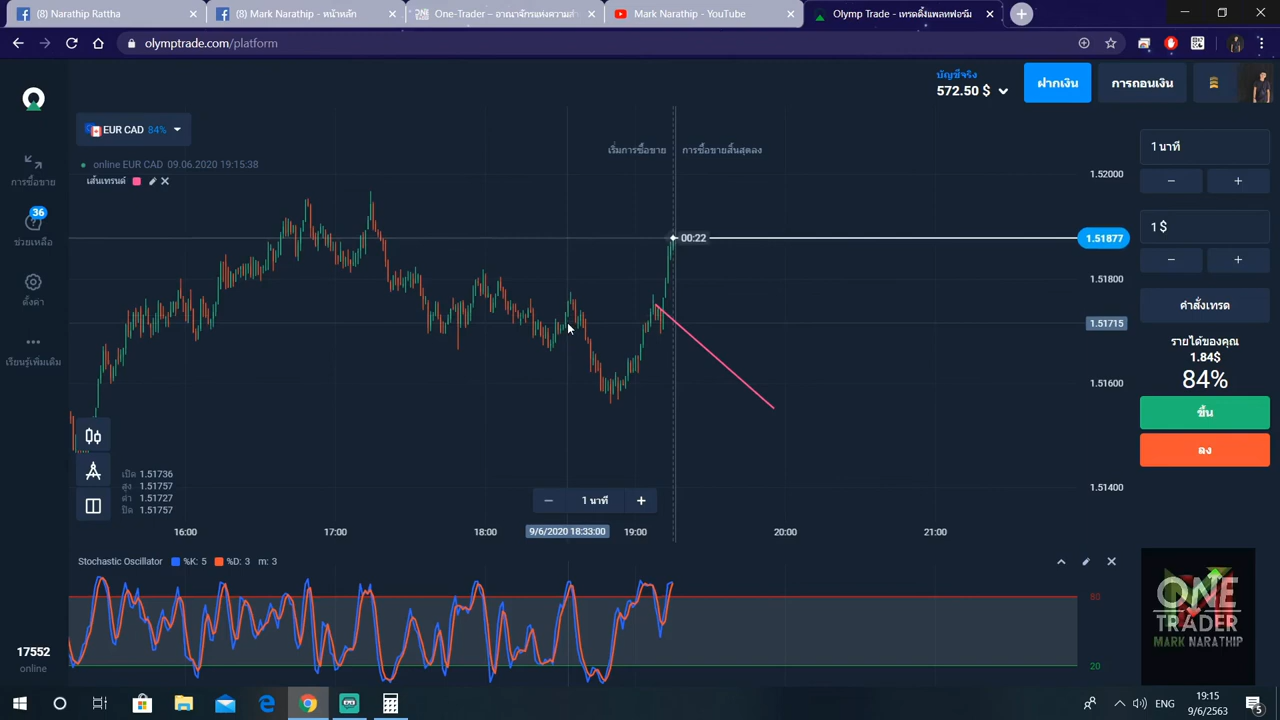 (8) Narathip Rattha
(8) Mark Narathip - หน้าหลัก
One-Trader – อาณาจักรแห่งความสำ
Mark Narathip - YouTube
Olymp Trade - เทรดดิ้งแพลทฟอร์ม
olymptrade.com/platform
บัญชีจริง
572.50 $
ฝากเงิน
การถอนเงิน
EUR CAD 84%
online EUR CAD 09.06.2020 19:15:38
เส้นเทรนด์
เริ่มการซื้อขาย
การซื้อขายสิ้นสุดลง
การซื้อขาย
36
ช่วยเหลือ
ตั้งค่า
เรียนรู้เพิ่มเติม
17552
online
00:22
1.52000
1.51877
1.51800
1.51715
1.51600
1.51400
เปิด 1.51736
สูง 1.51757
ต่ำ 1.51727
ปิด 1.51757
1 นาที
16:00
17:00
18:00
9/6/2020 18:33:00
19:00
20:00
21:00
Stochastic Oscillator %K: 5 %D: 3 m: 3
80
20
1 นาที
1 $
คำสั่งเทรด
รายได้ของคุณ
1.84$
84%
ขึ้น
ลง
ONE
TRADER
MARK NARATHIP
ENG
19:15
9/6/2563
5